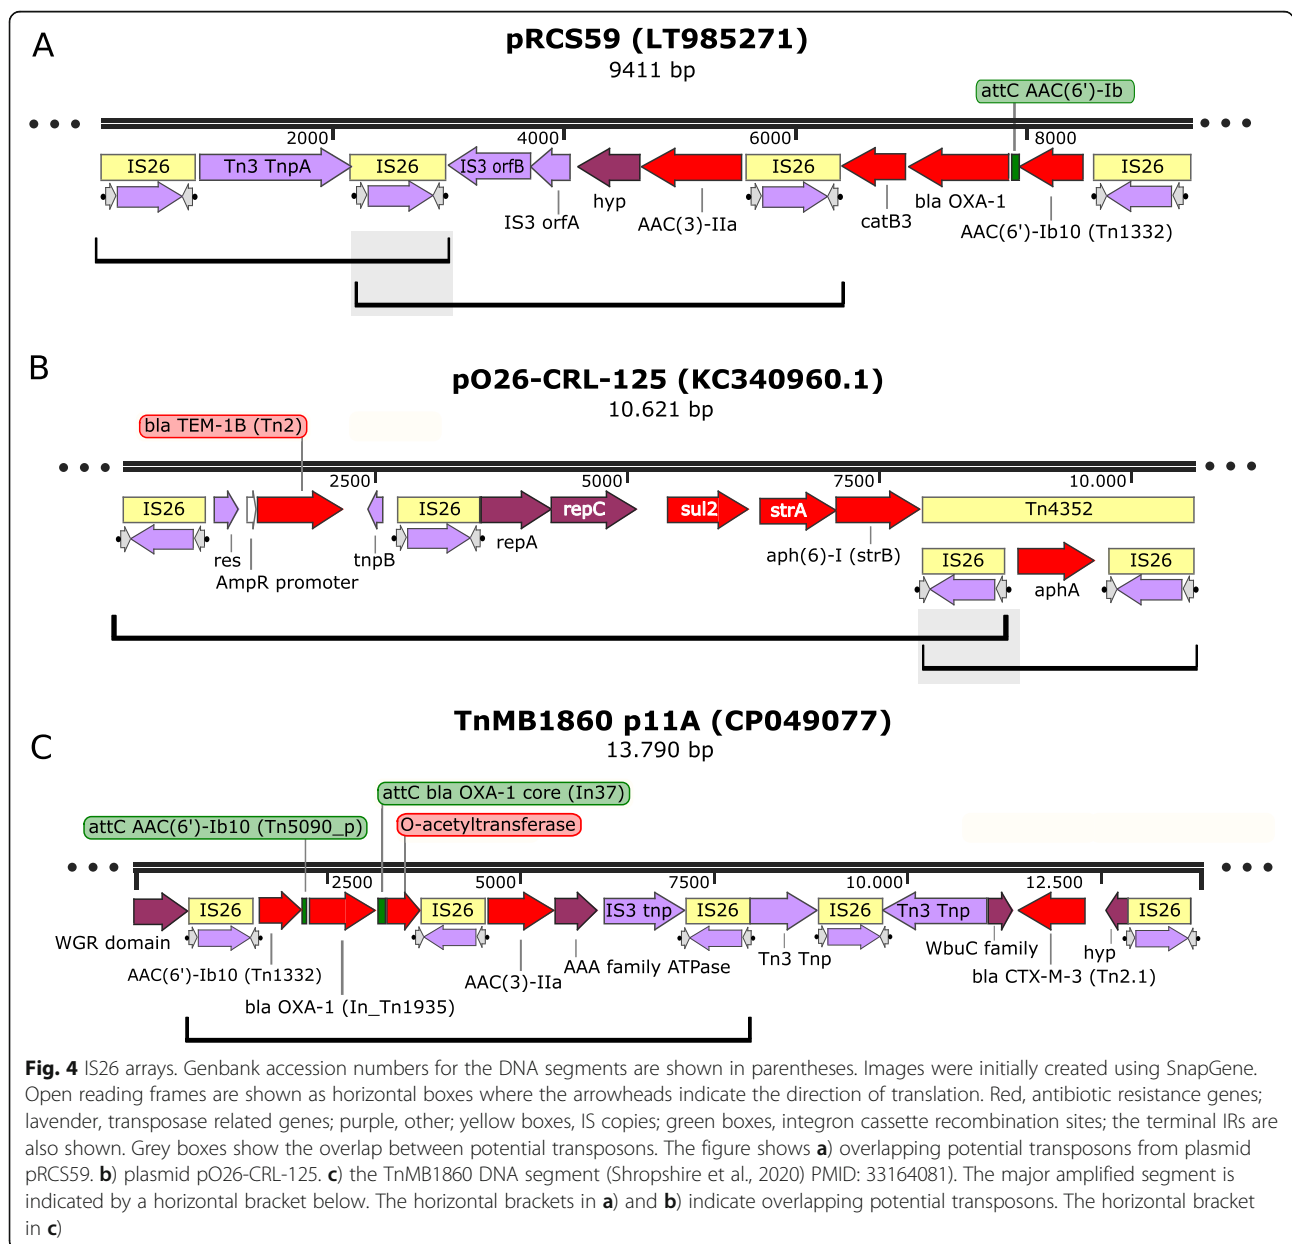 A
pRCS59 (LT985271)
9411 bp
attC AAC(6')-Ib
2000 4000 6000 8000
IS26 Tn3 TnpA IS26 IS3 orfB IS26 IS26
IS3 orfA hyp AAC(3)-IIa catB3 bla OXA-1 AAC(6')-Ib10 (Tn1332)
B
pO26-CRL-125 (KC340960.1)
10.621 bp
bla TEM-1B (Tn2)
2500 5000 7500 10.000
IS26 IS26 repC sul2 strA Tn4352
res AmpR promoter tnpB repA aph(6)-I (strB)
IS26 aphA IS26
C
TnMB1860 p11A (CP049077)
13.790 bp
attC bla OXA-1 core (In37)
attC AAC(6')-Ib10 (Tn5090_p) O-acetyltransferase
2500 5000 7500 10.000 12.500
IS26 IS26 IS3 tnp IS26 IS26 Tn3 Tnp IS26
WGR domain AAC(6')-Ib10 (Tn1332) bla OXA-1 (In_Tn1935) AAC(3)-IIa AAA family ATPase Tn3 Tnp WbuC family bla CTX-M-3 (Tn2.1) hyp
Fig. 4 IS26 arrays. Genbank accession numbers for the DNA segments are shown in parentheses. Images were initially created using SnapGene.
Open reading frames are shown as horizontal boxes where the arrowheads indicate the direction of translation. Red, antibiotic resistance genes;
lavender, transposase related genes; purple, other; yellow boxes, IS copies; green boxes, integron cassette recombination sites; the terminal IRs are
also shown. Grey boxes show the overlap between potential transposons. The figure shows a) overlapping potential transposons from plasmid
pRCS59. b) plasmid pO26-CRL-125. c) the TnMB1860 DNA segment (Shropshire et al., 2020) PMID: 33164081). The major amplified segment is
indicated by a horizontal bracket below. The horizontal brackets in a) and b) indicate overlapping potential transposons. The horizontal bracket
in c)